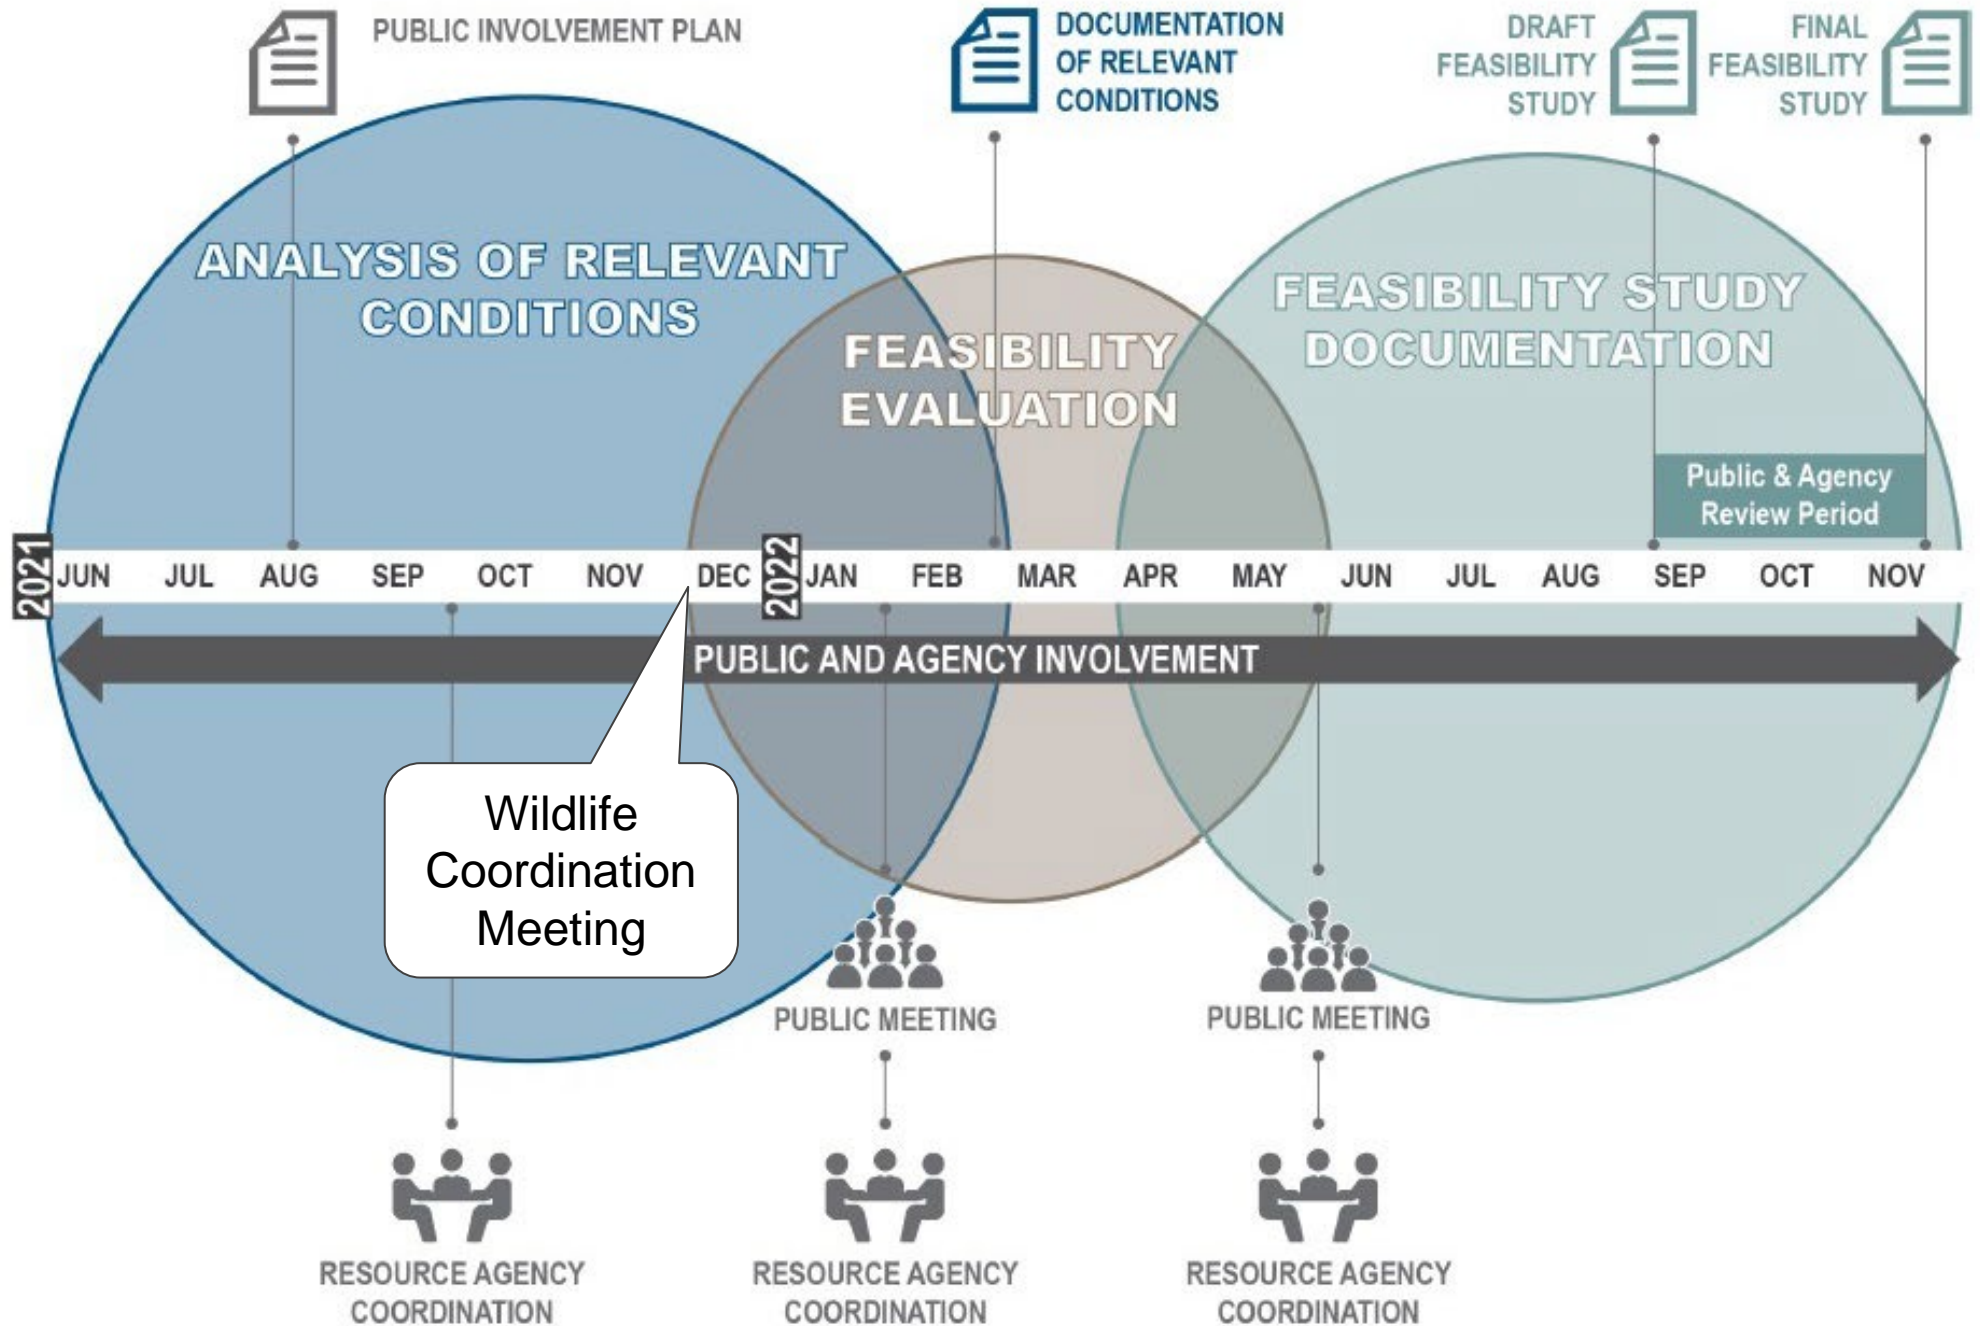 PUBLIC INVOLVEMENT PLAN
DOCUMENTATION
OF RELEVANT
CONDITIONS
DRAFT
FEASIBILITY
STUDY
FINAL
FEASIBILITY
STUDY
ANALYSIS OF RELEVANT
CONDITIONS
FEASIBILITY
EVALUATION
FEASIBILITY STUDY
DOCUMENTATION
Public & Agency
Review Period
2021 JUN JUL AUG SEP OCT NOV DEC 2022 JAN FEB MAR APR MAY JUN JUL AUG SEP OCT NOV
PUBLIC AND AGENCY INVOLVEMENT
Wildlife
Coordination
Meeting
PUBLIC MEETING
PUBLIC MEETING
RESOURCE AGENCY
COORDINATION
RESOURCE AGENCY
COORDINATION
RESOURCE AGENCY
COORDINATION